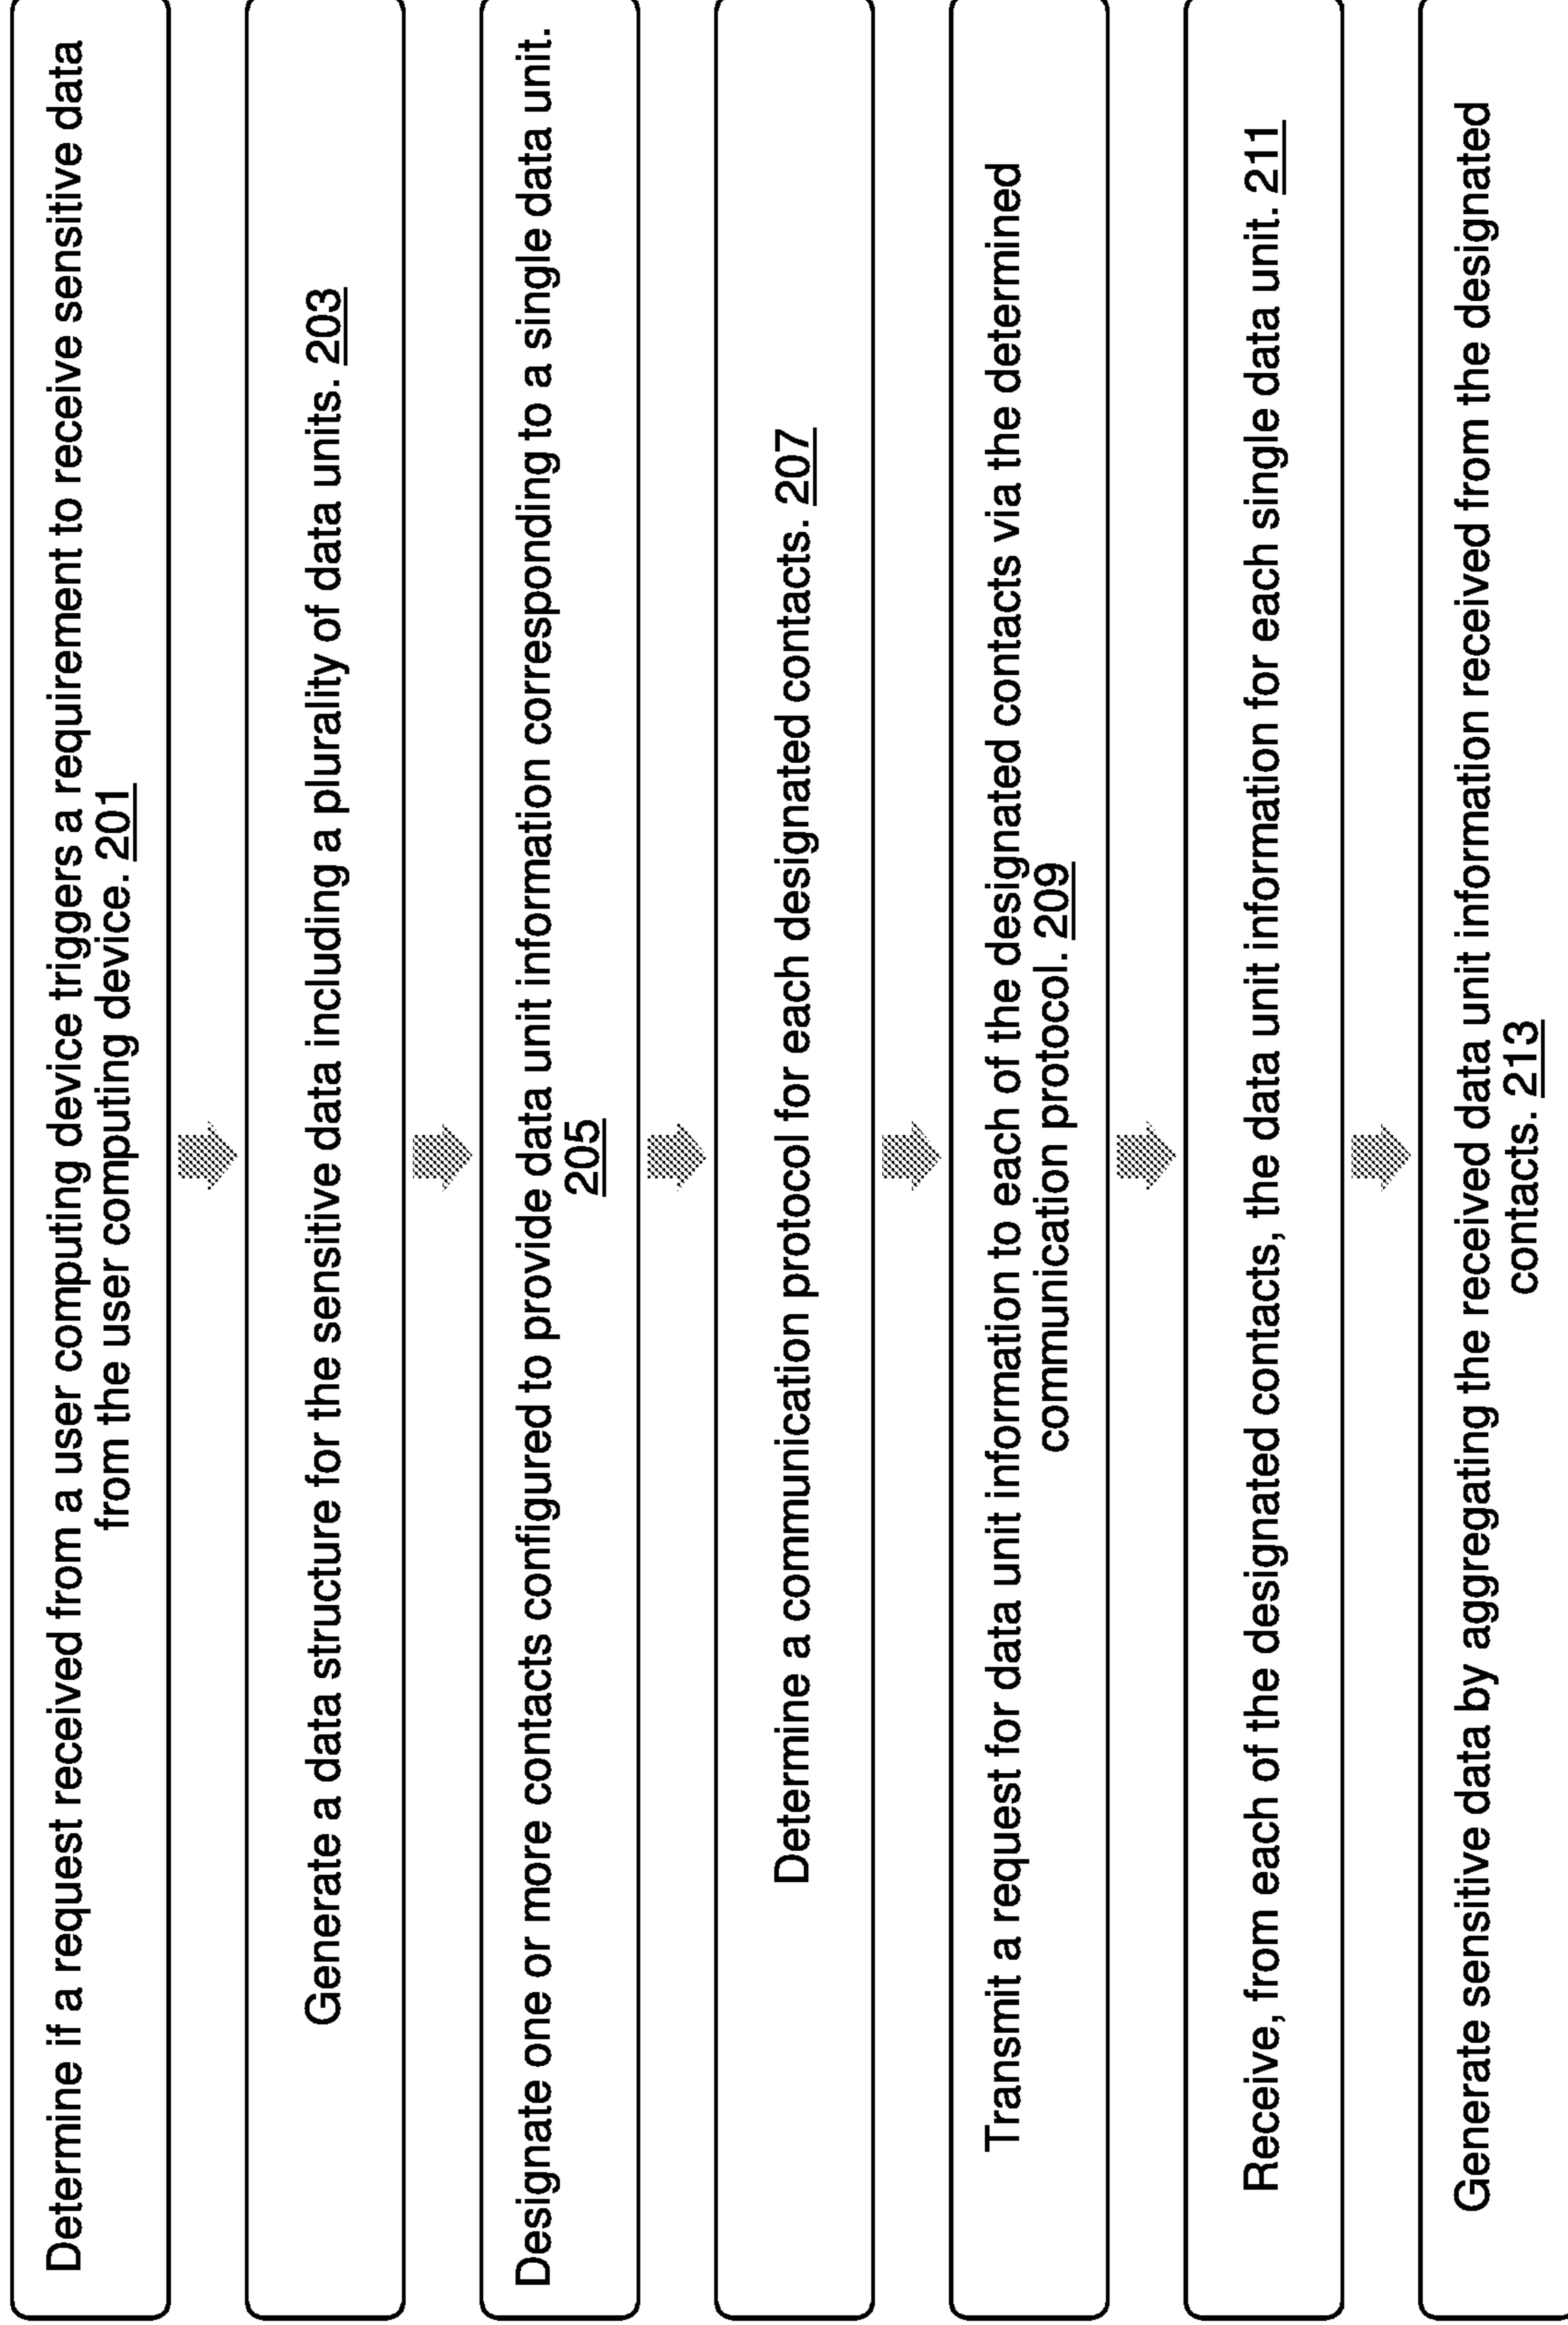 Determine if a request received from a user computing device triggers a requirement to receive sensitive data
from the user computing device. 201
Generate a data structure for the sensitive data including a plurality of data units. 203
Designate one or more contacts configured to provide data unit information corresponding to a single data unit.
205
Determine a communication protocol for each designated contacts. 207
Transmit a request for data unit information to each of the designated contacts via the determined
communication protocol. 209
Receive, from each of the designated contacts, the data unit information for each single data unit. 211
Generate sensitive data by aggregating the received data unit information received from the designated
contacts. 213